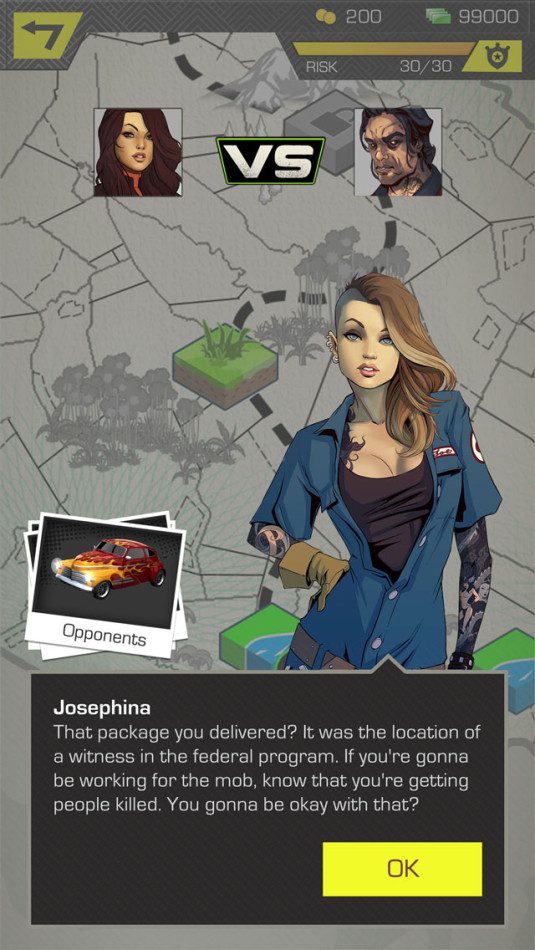 200
99000
RISK
30/30
VS
Opponents
Josephina
That package you delivered? It was the location of
a witness in the federal program. If you're gonna
be working for the mob, know that you're getting
people killed. You gonna be okay with that?
OK